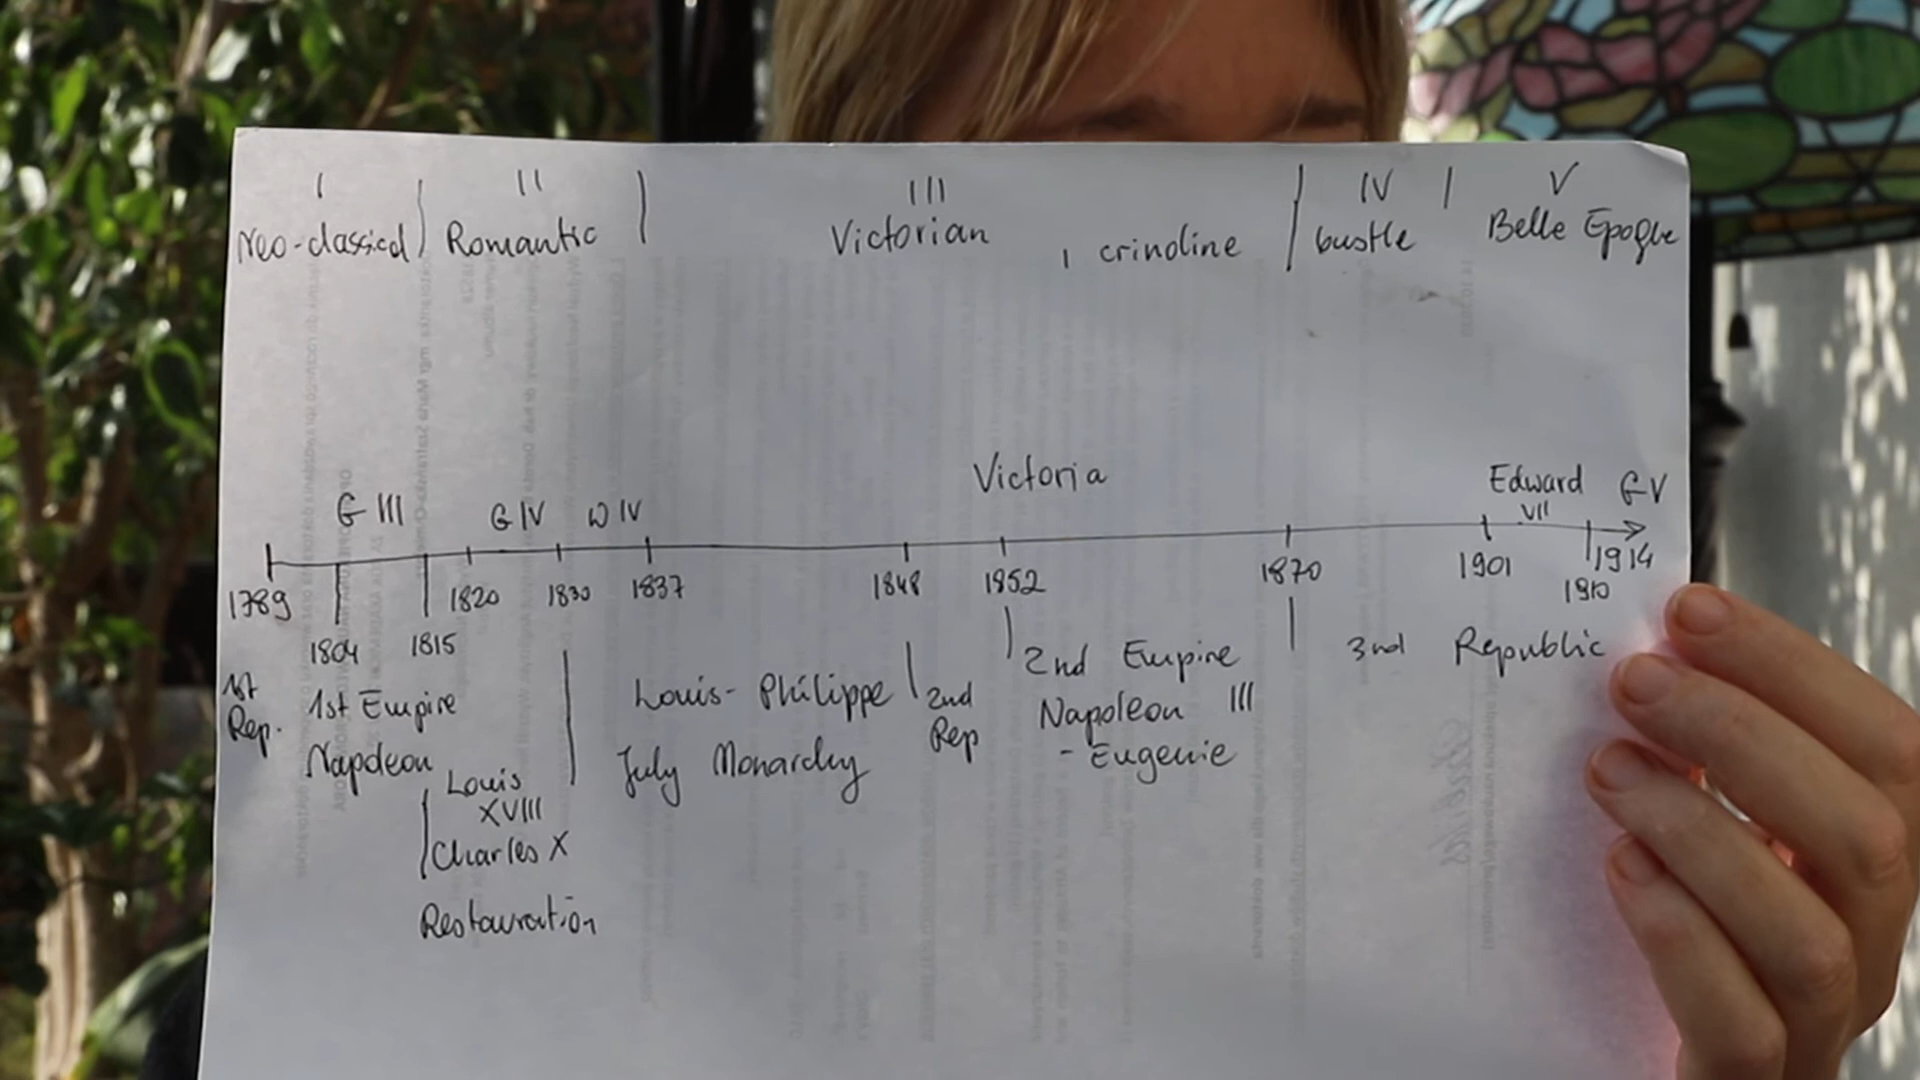 I II III IV V
Neo-classical Romantic Victorian crinoline bustle Belle Epoque
Victoria
G III G IV W IV Edward VII G V
1789 1804 1815 1820 1830 1837 1848 1852 1870 1901 1910 1914
1st Rep.
1st Empire
Napoleon
Louis XVIII
Charles X
Restauration
Louis-Philippe
July Monarchy
2nd Rep
2nd Empire
Napoleon III
- Eugenie
3rd Republic